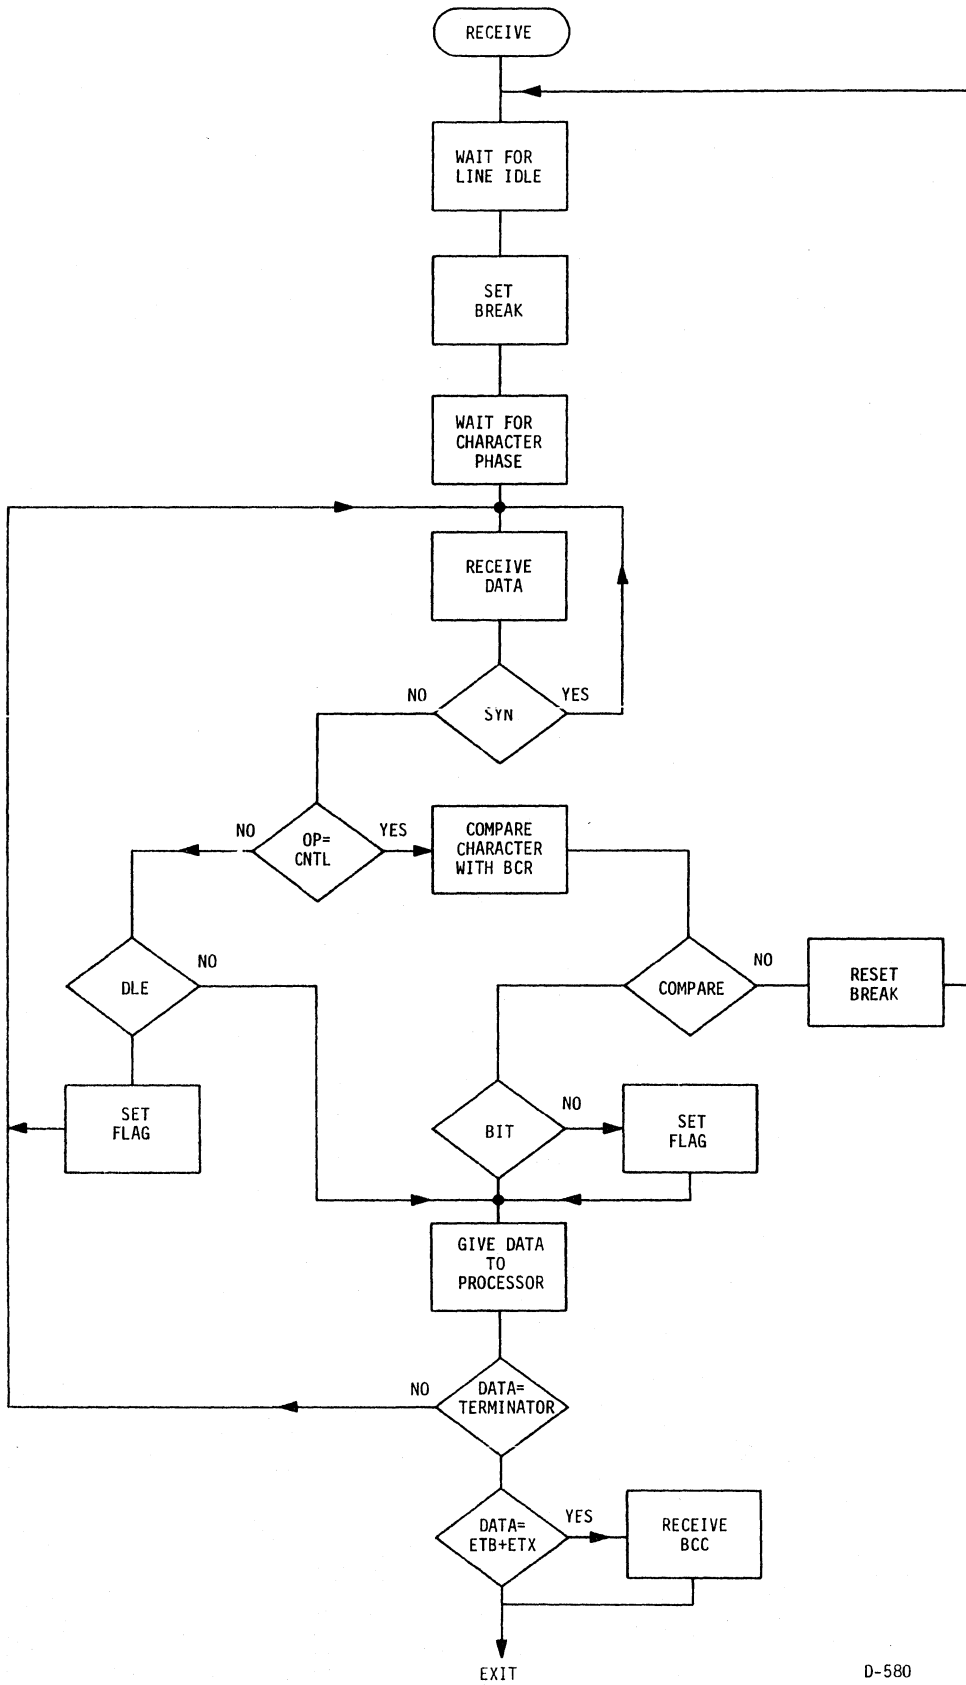 RECEIVE
WAIT FOR
LINE IDLE
SET
BREAK
WAIT FOR
CHARACTER
PHASE
RECEIVE
DATA
NO
YES
SYN
NO
OP=
CNTL
YES
COMPARE
CHARACTER
WITH BCR
DLE
NO
COMPARE
NO
RESET
BREAK
SET
FLAG
BIT
NO
SET
FLAG
GIVE DATA
TO
PROCESSOR
NO
DATA=
TERMINATOR
DATA=
ETB+ETX
YES
RECEIVE
BCC
EXIT
D-580